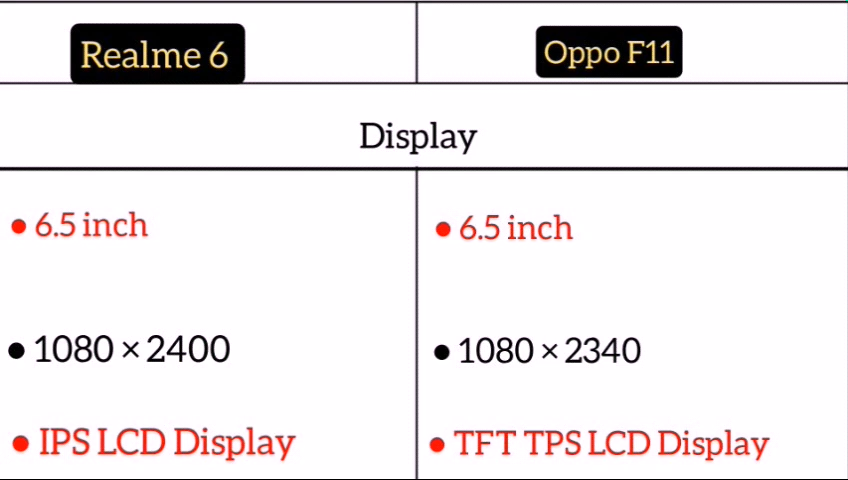 Realme 6
Oppo F11
Display
● 6.5 inch
● 6.5 inch
● 1080 × 2400
● 1080 × 2340
● IPS LCD Display
● TFT TPS LCD Display